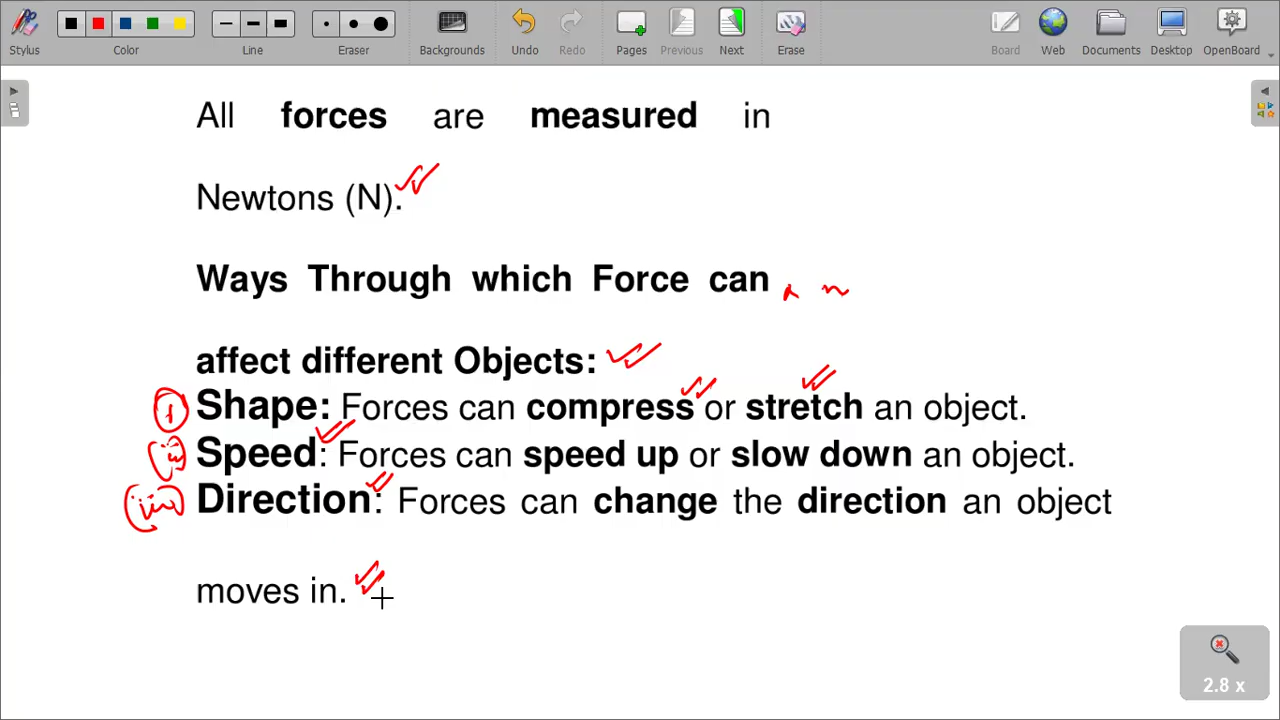 Stylus Color Line Eraser Backgrounds Undo Redo Pages Previous Next Erase Board Web Documents Desktop OpenBoard
All forces are measured in
Newtons (N).
Ways Through which Force can
affect different Objects:
(i) Shape: Forces can compress or stretch an object.
(ii) Speed: Forces can speed up or slow down an object.
(iii) Direction: Forces can change the direction an object
moves in.
2.8 x